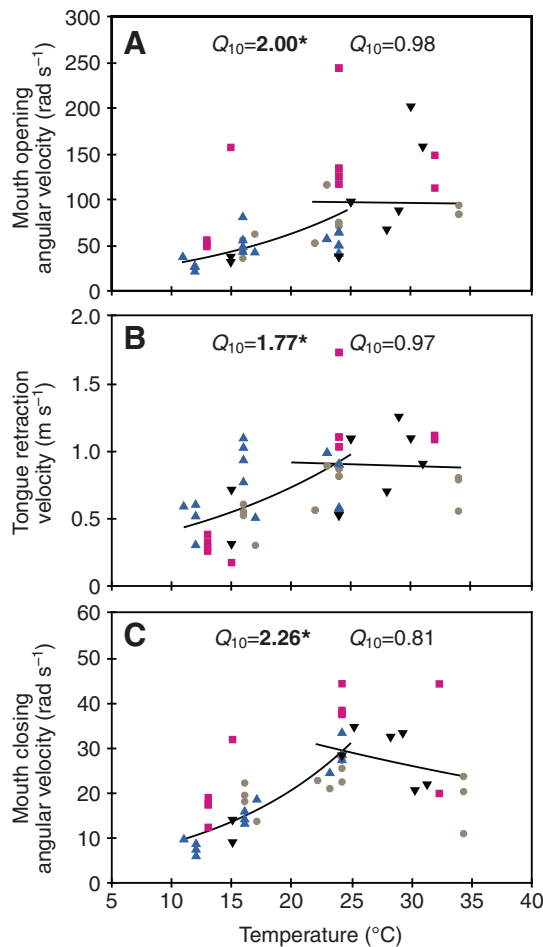 A Q10=2.00* Q10=0.98
Mouth opening
angular velocity (rad s–1)
300
250
200
150
100
50
0
B Q10=1.77* Q10=0.97
Tongue retraction
velocity (m s–1)
2.0
1.5
1.0
0.5
0
C Q10=2.26* Q10=0.81
Mouth closing
angular velocity (rad s–1)
60
50
40
30
20
10
0
5 10 15 20 25 30 35 40
Temperature (°C)